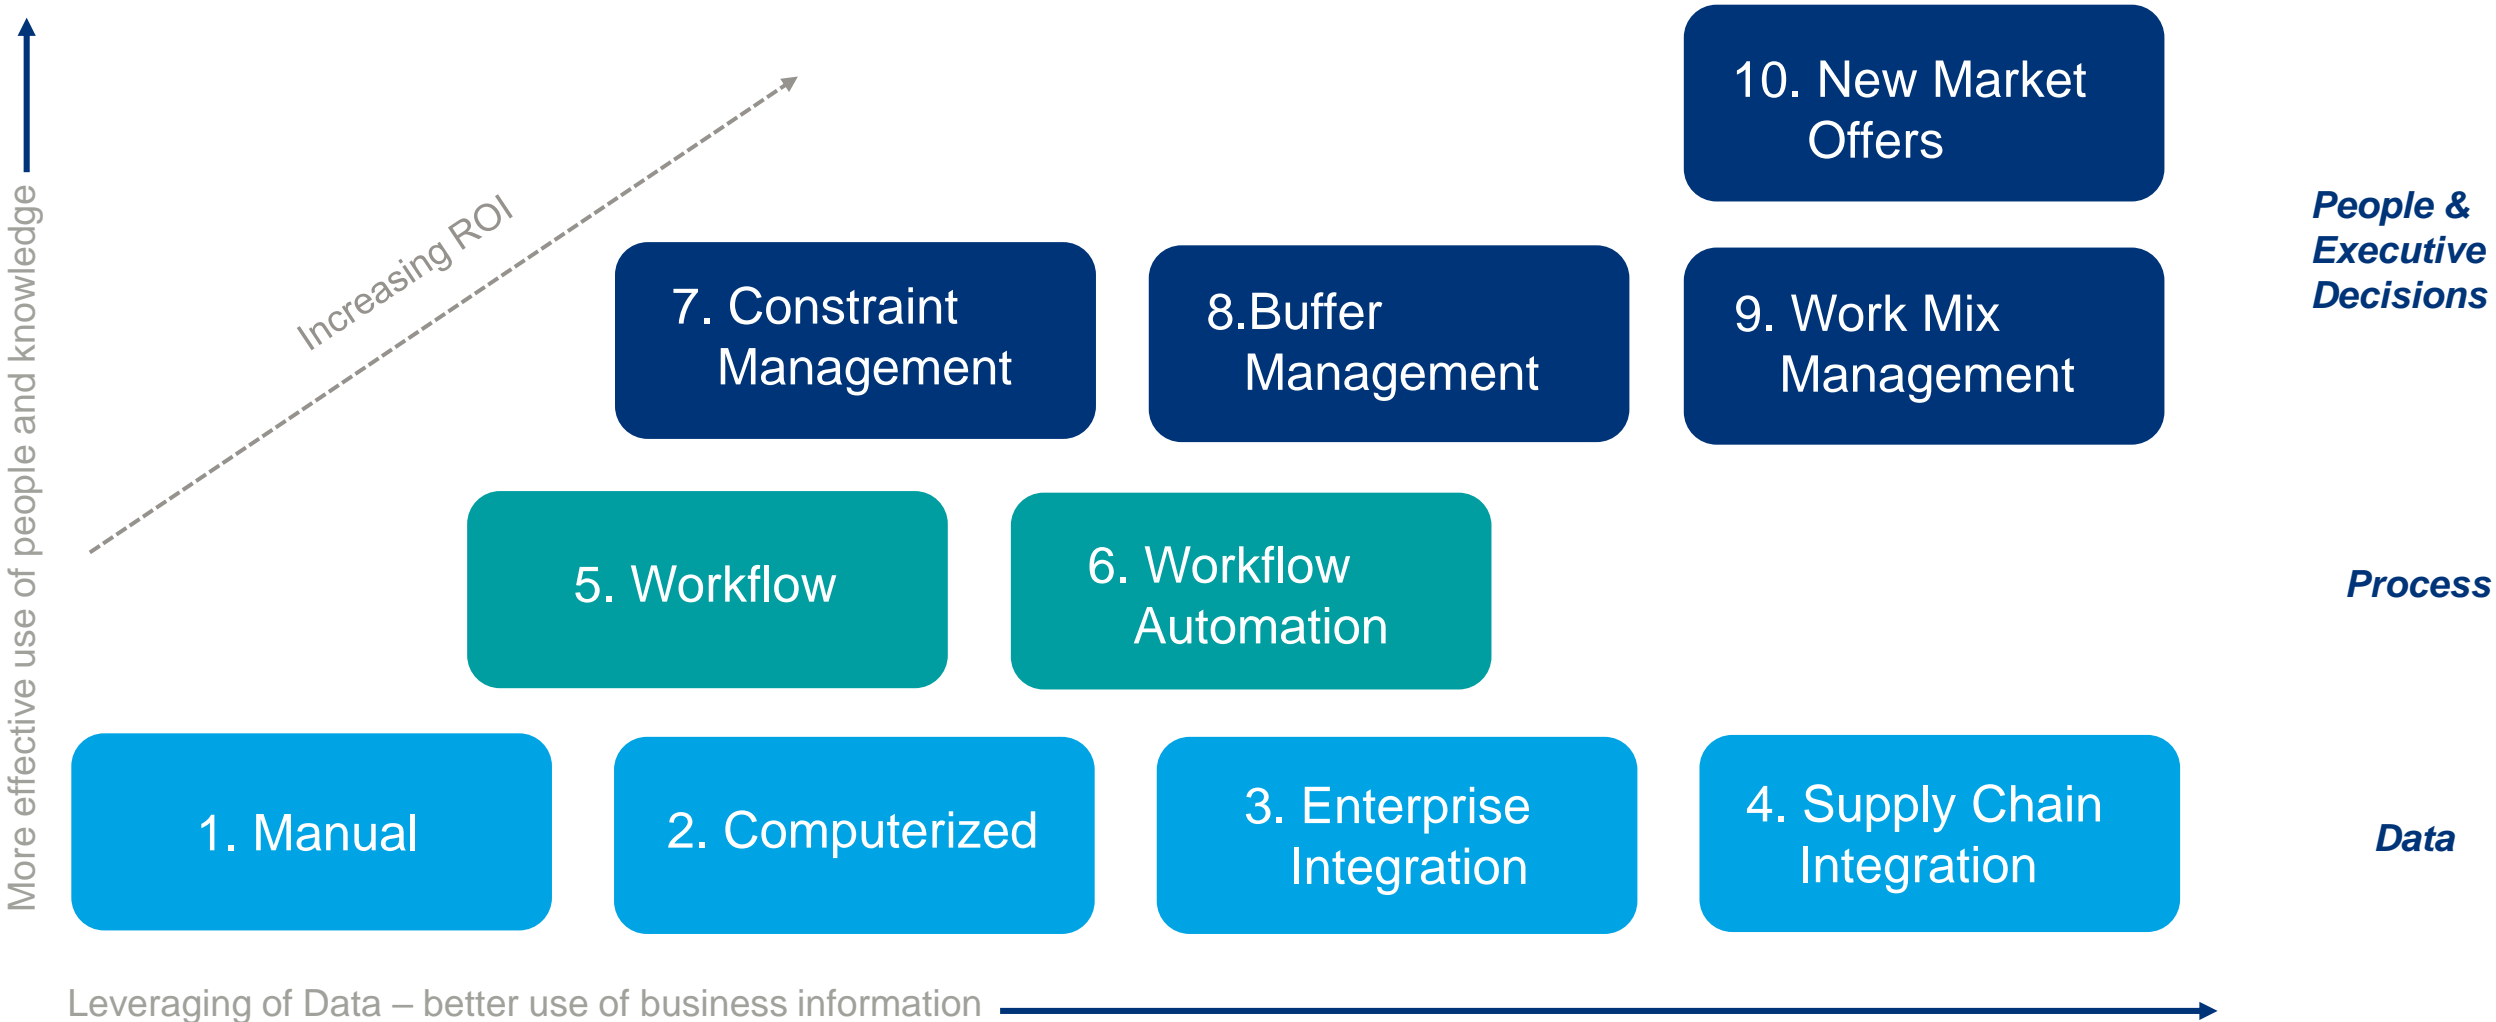 10. New Market
Offers
People &
Executive
Decisions
Increasing ROI
7. Constraint
Management
8.Buffer
Management
9. Work Mix
Management
More effective use of people and knowledge
5. Workflow
6. Workflow
Automation
Process
1. Manual
2. Computerized
3. Enterprise
Integration
4. Supply Chain
Integration
Data
Leveraging of Data – better use of business information